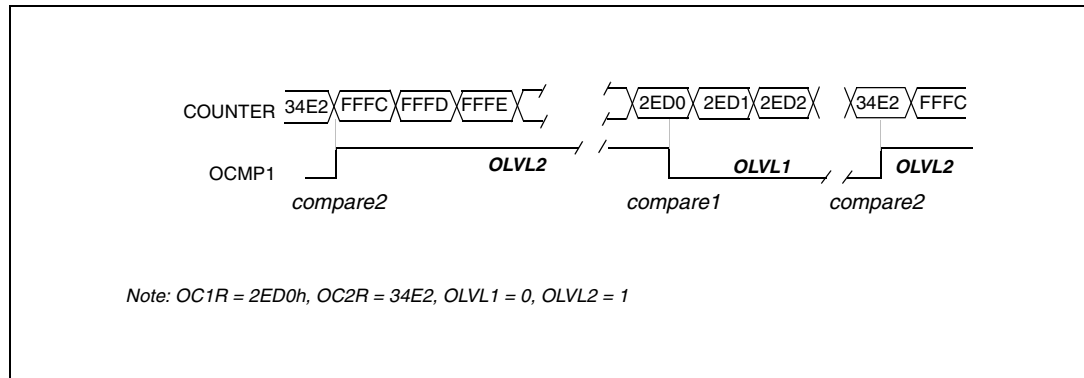 COUNTER 34E2 FFFC FFFD FFFE 2ED0 2ED1 2ED2 34E2 FFFC
OCMP1 OLVL2 OLVL1 OLVL2
compare2 compare1 compare2
Note: OC1R = 2ED0h, OC2R = 34E2, OLVL1 = 0, OLVL2 = 1